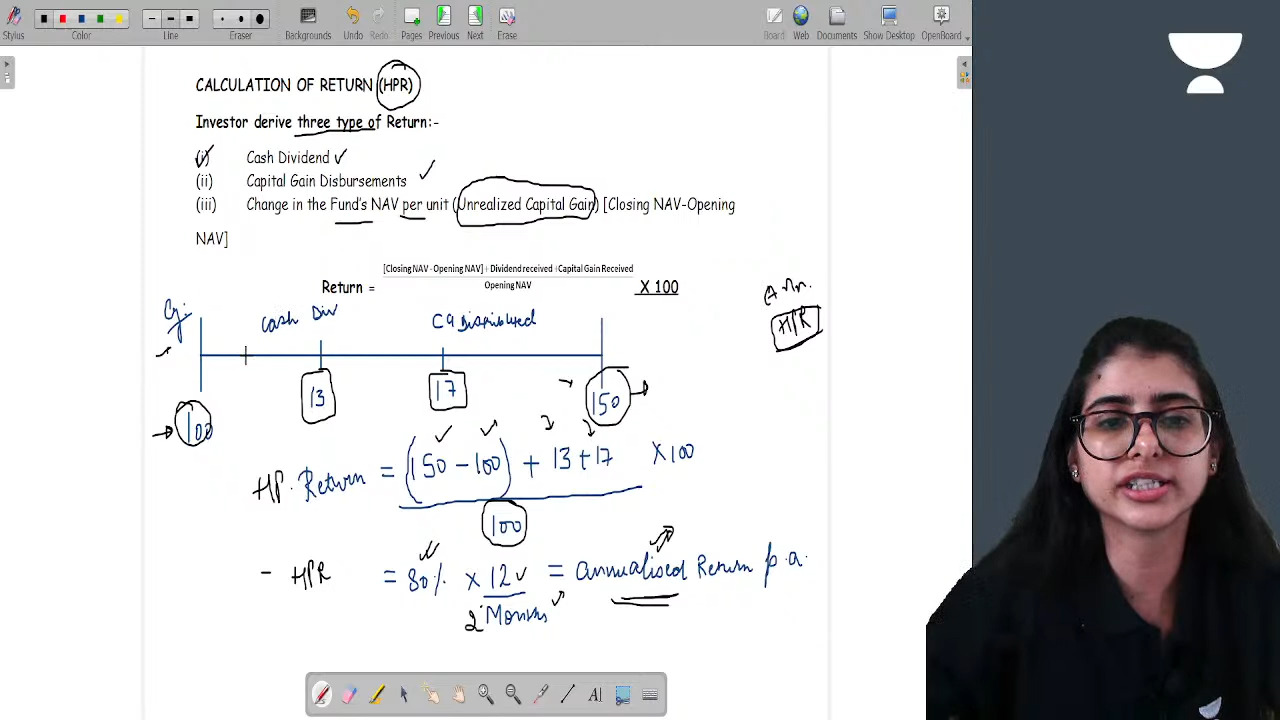 Stylus Color Line Eraser Backgrounds Undo Redo Pages Previous Next Erase Board Web Documents Show Desktop OpenBoard
CALCULATION OF RETURN (HPR)
Investor derive three type of Return:-
(i) Cash Dividend
(ii) Capital Gain Disbursements
(iii) Change in the Fund's NAV per unit (Unrealized Capital Gain) [Closing NAV-Opening
NAV]
[Closing NAV - Opening NAV] + Dividend received + Capital Gain Received
Return = X 100
Opening NAV
Eg:
Cash Div CG Distributed
HPR
100 13 17 150
HP. Return = (150 - 100) + 13 + 17 X 100
100
- HPR = 80% X 12 = Annualised Return p.a.
2 Months